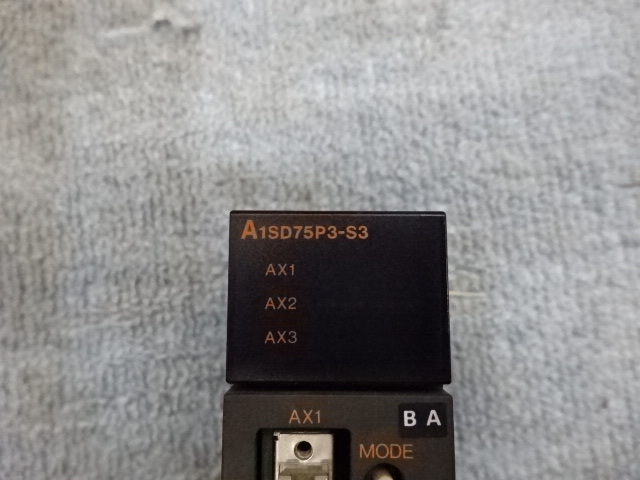 A1SD75P3-S3
AX1
AX2
AX3
AX1
B A
MODE